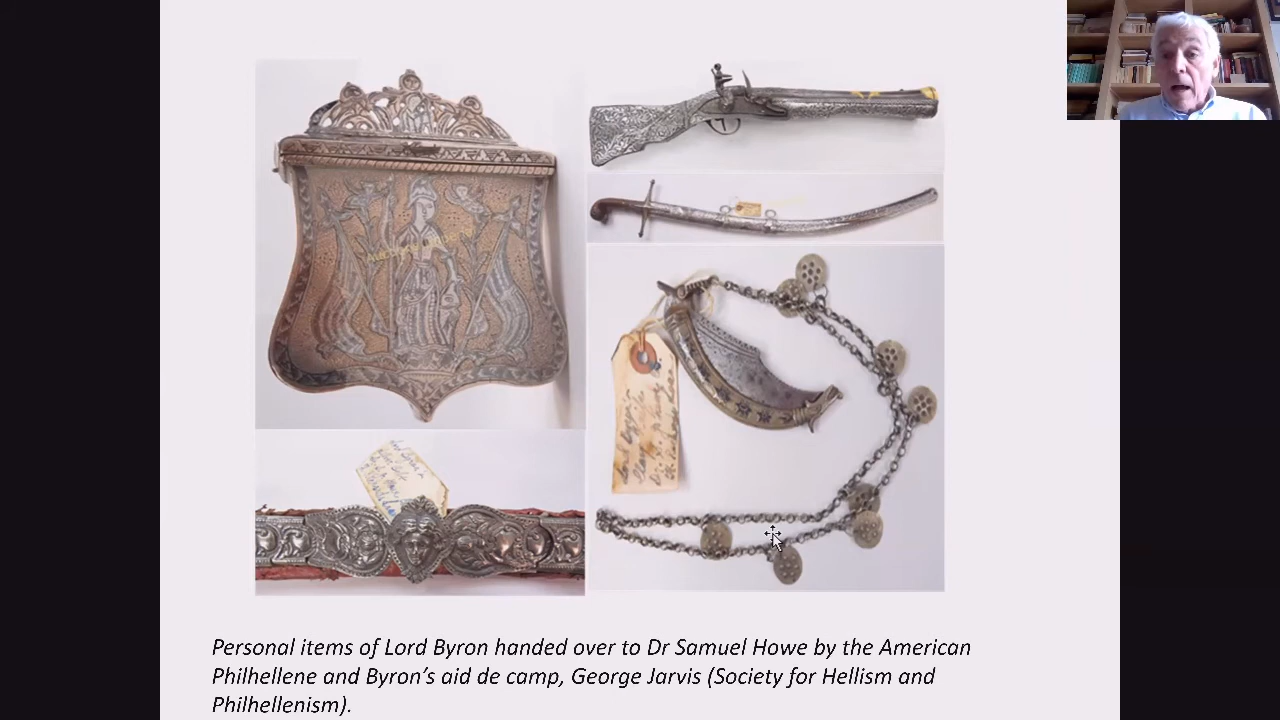 Personal items of Lord Byron handed over to Dr Samuel Howe by the American
Philhellene and Byron's aid de camp, George Jarvis (Society for Hellism and
Philhellenism).